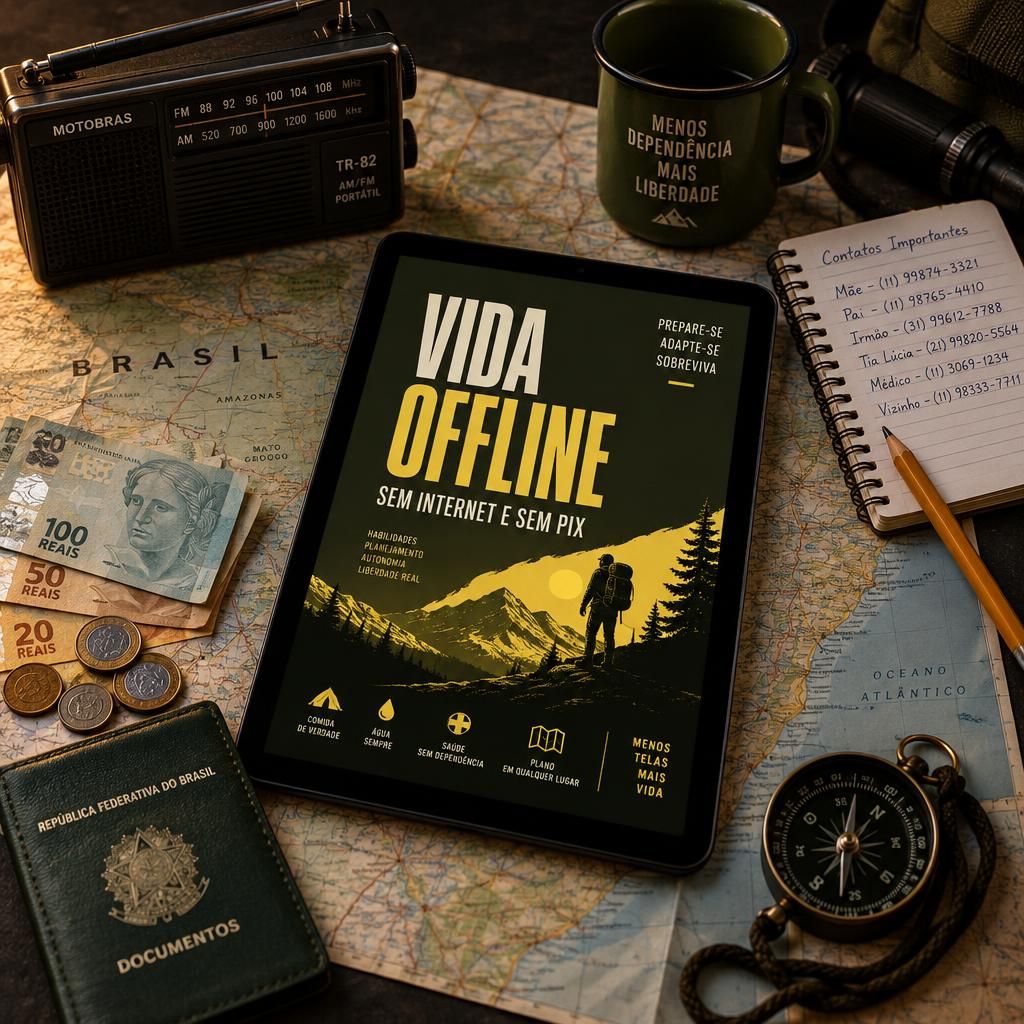 MOTOBRAS
FM 88 92 96 100 104 108 MHz
AM 520 700 900 1200 1600 KHz
TR-82
AM/FM
PORTÁTIL
MENOS
DEPENDÊNCIA
MAIS
LIBERDADE
Contatos Importantes
Mãe - (11) 99874-3321
Pai - (11) 98765-4410
Irmão - (31) 99612-7788
Tia Lúcia - (21) 99820-5564
Médico - (11) 3069-1234
Vizinho - (11) 98333-7711
BRASIL
AMAZONAS
MATO
OCEANO
ATLÂNTICO
VIDA
OFFLINE
SEM INTERNET E SEM PIX
PREPARE-SE
ADAPTE-SE
SOBREVIVA
HABILIDADES
PLANEJAMENTO
AUTONOMIA
LIBERDADE REAL
COMIDA
DE VERDADE
ÁGUA
SEMPRE
SAÚDE
SEM DEPENDÊNCIA
PLANO
EM QUALQUER LUGAR
MENOS
TELAS
MAIS
VIDA
100
REAIS
50
REAIS
20
REAIS
REPÚBLICA FEDERATIVA DO BRASIL
DOCUMENTOS
N
S